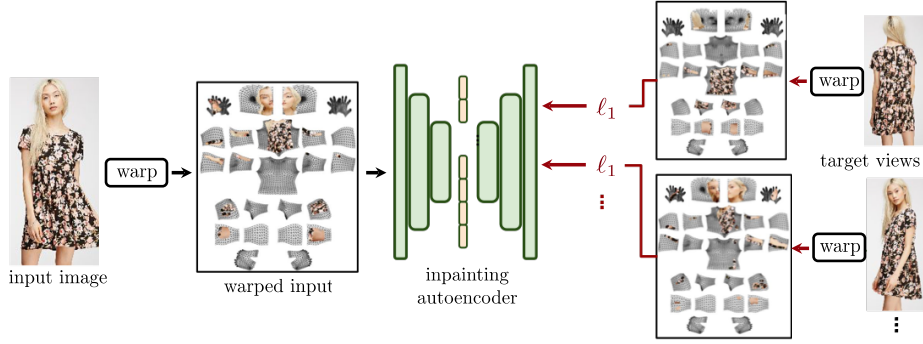 input image
warp
warped input
inpainting
autoencoder
ℓ1
ℓ1
⋮
warp
target views
warp
⋮